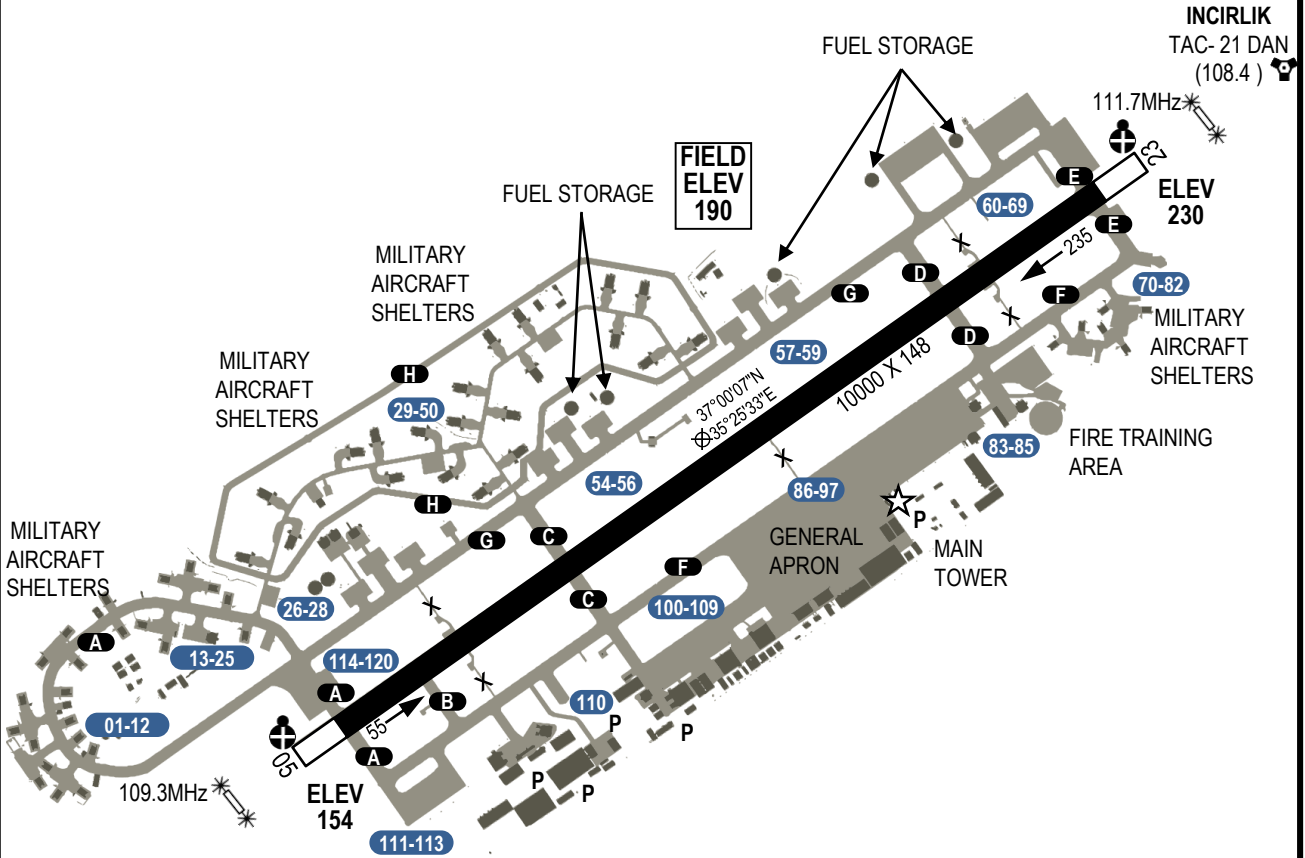 INCIRLIK
TAC- 21 DAN
(108.4 )
FUEL STORAGE
111.7MHz
23
E
ELEV
230
FIELD
ELEV
190
FUEL STORAGE
60-69
E
235
MILITARY
AIRCRAFT
SHELTERS
D
G
70-82
F
D
MILITARY
AIRCRAFT
SHELTERS
57-59
10000 X 148
MILITARY
AIRCRAFT
SHELTERS
H
29-50
37°00'07"N
35°25'33"E
83-85
FIRE TRAINING
AREA
54-56
86-97
H
P
GENERAL
APRON
MAIN
TOWER
MILITARY
AIRCRAFT
SHELTERS
G
C
F
C
100-109
26-28
A
13-25
114-120
A
B
110
P
P
01-12
55
05
A
109.3MHz
ELEV
154
P
P
111-113
X
X
X
X
X